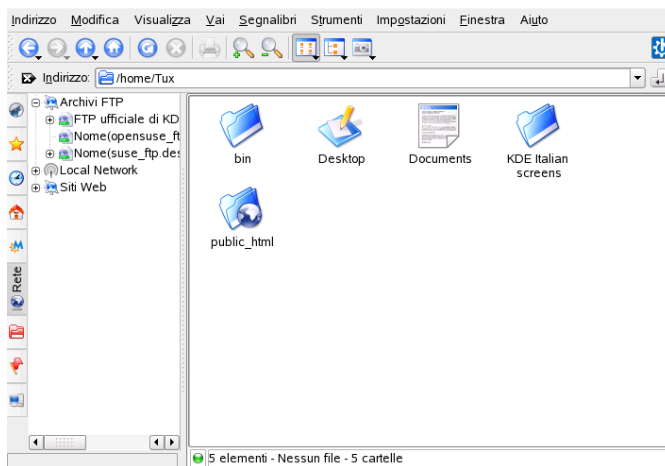 Indirizzo Modifica Visualizza Vai Segnalibri Strumenti Impostazioni Finestra Aiuto
Indirizzo: /home/Tux
Archivi FTP
FTP ufficiale di KD
Nome(opensuse_ft
Nome(suse_ftp.des
Local Network
Siti Web
Rete
bin Desktop Documents KDE Italian
screens
public_html
5 elementi - Nessun file - 5 cartelle